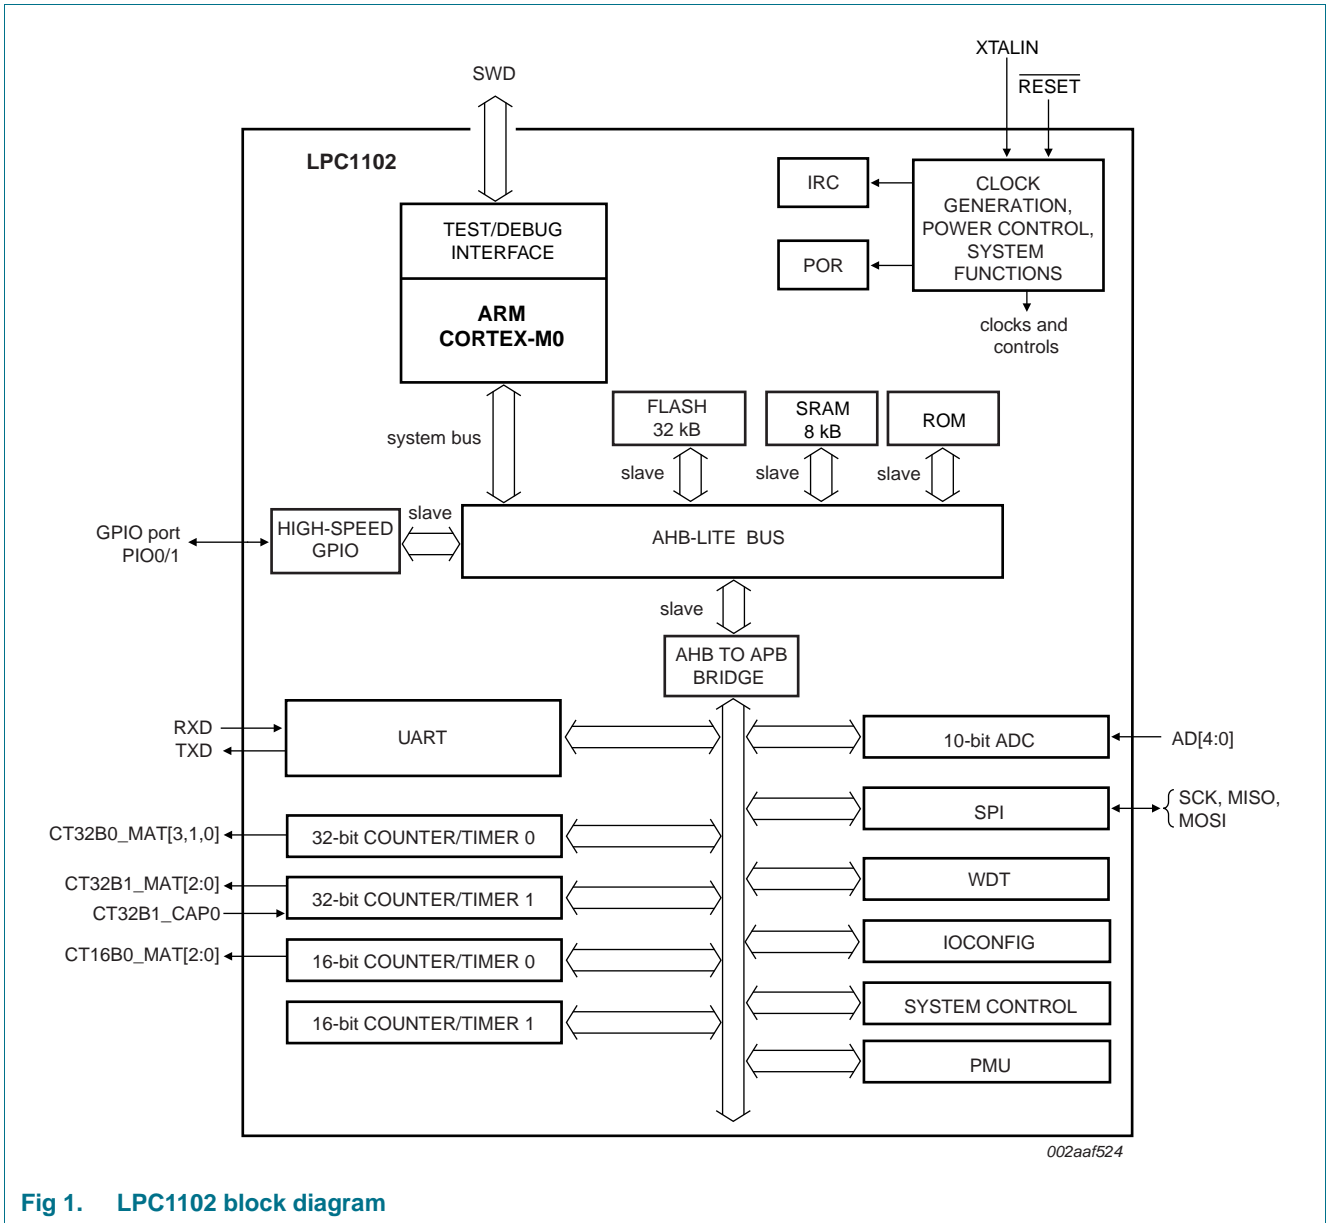 XTALIN
SWD
RESET
LPC1102
IRC
CLOCK
GENERATION,
POWER CONTROL,
SYSTEM
FUNCTIONS
TEST/DEBUG
INTERFACE
POR
ARM
CORTEX-M0
clocks and
controls
FLASH
32 kB
SRAM
8 kB
ROM
system bus
slave
slave
slave
slave
GPIO port
PIO0/1
HIGH-SPEED
GPIO
AHB-LITE BUS
slave
AHB TO APB
BRIDGE
RXD
TXD
UART
10-bit ADC
AD[4:0]
SPI
SCK, MISO,
MOSI
CT32B0_MAT[3,1,0]
32-bit COUNTER/TIMER 0
CT32B1_MAT[2:0]
CT32B1_CAP0
32-bit COUNTER/TIMER 1
WDT
CT16B0_MAT[2:0]
16-bit COUNTER/TIMER 0
IOCONFIG
16-bit COUNTER/TIMER 1
SYSTEM CONTROL
PMU
002aaf524
Fig 1. LPC1102 block diagram